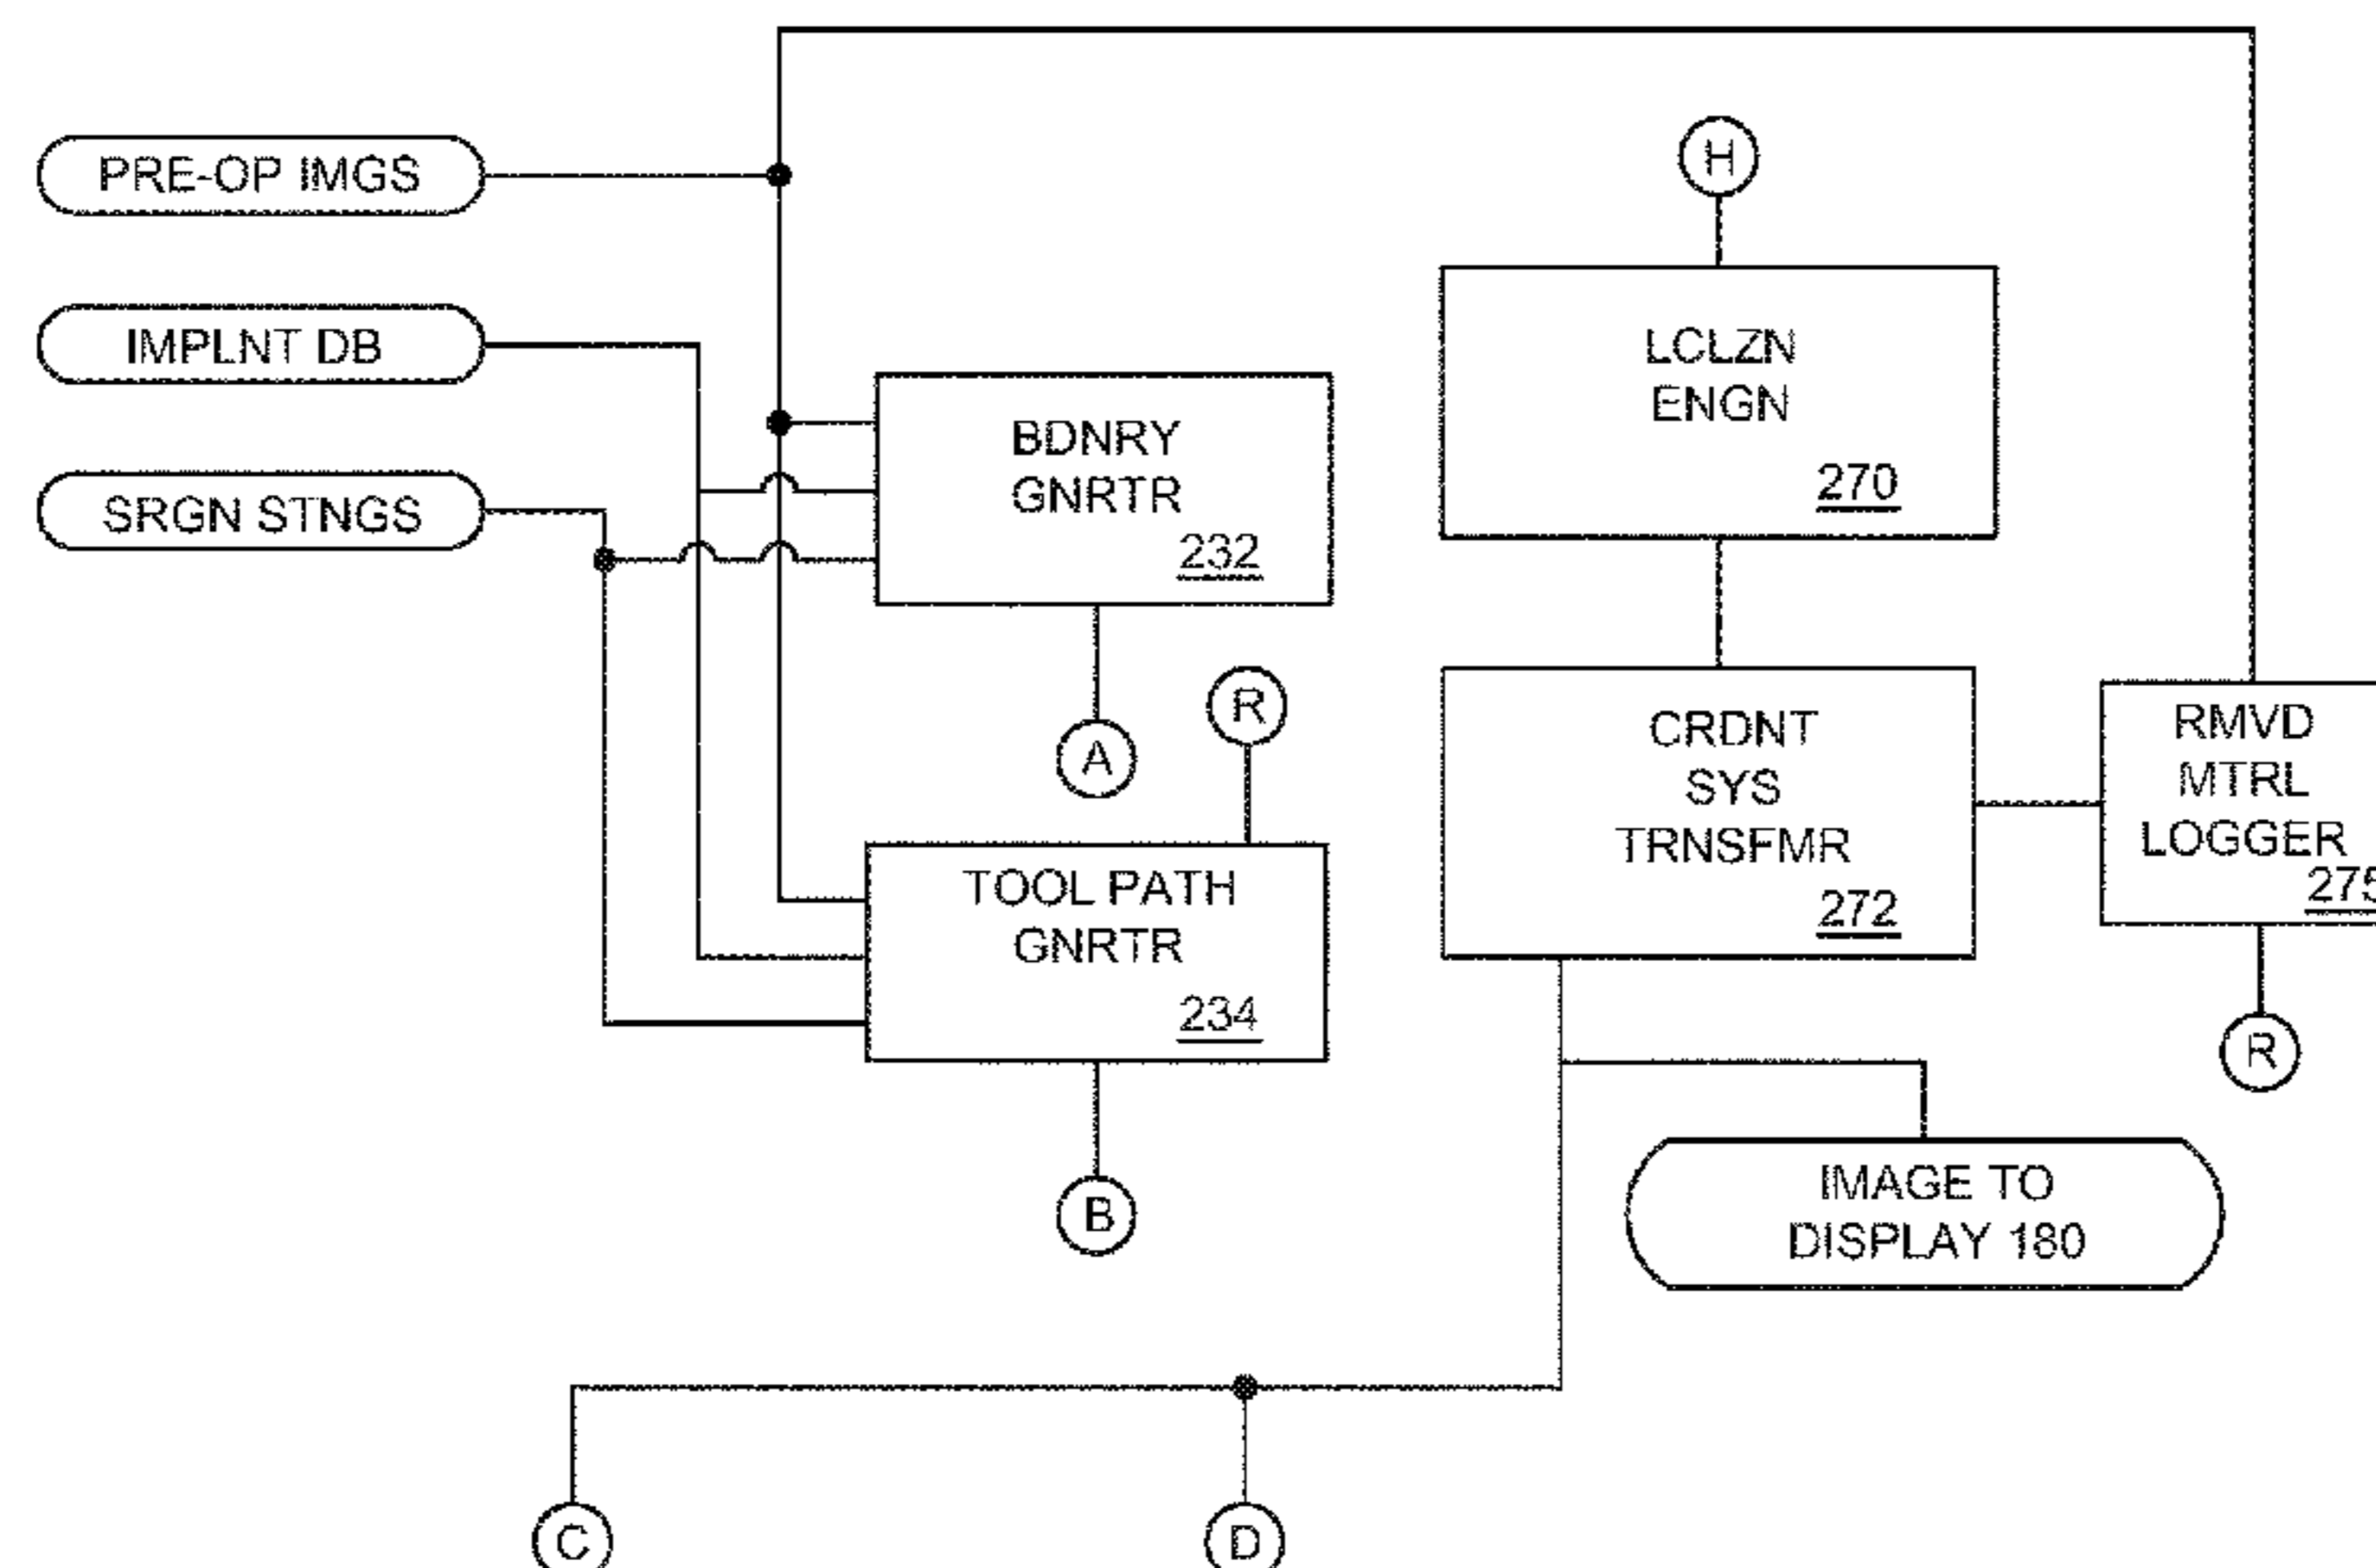 PRE-OP IMGS
IMPLNT DB
SRGN STNGS
BDNRY
GNRTR
232
A
R
TOOL PATH
GNRTR
234
B
H
LCLZN
ENGN
270
CRDNT
SYS
TRNSFMR
272
RMVD
MTRL
LOGGER
275
R
IMAGE TO
DISPLAY 180
C
D